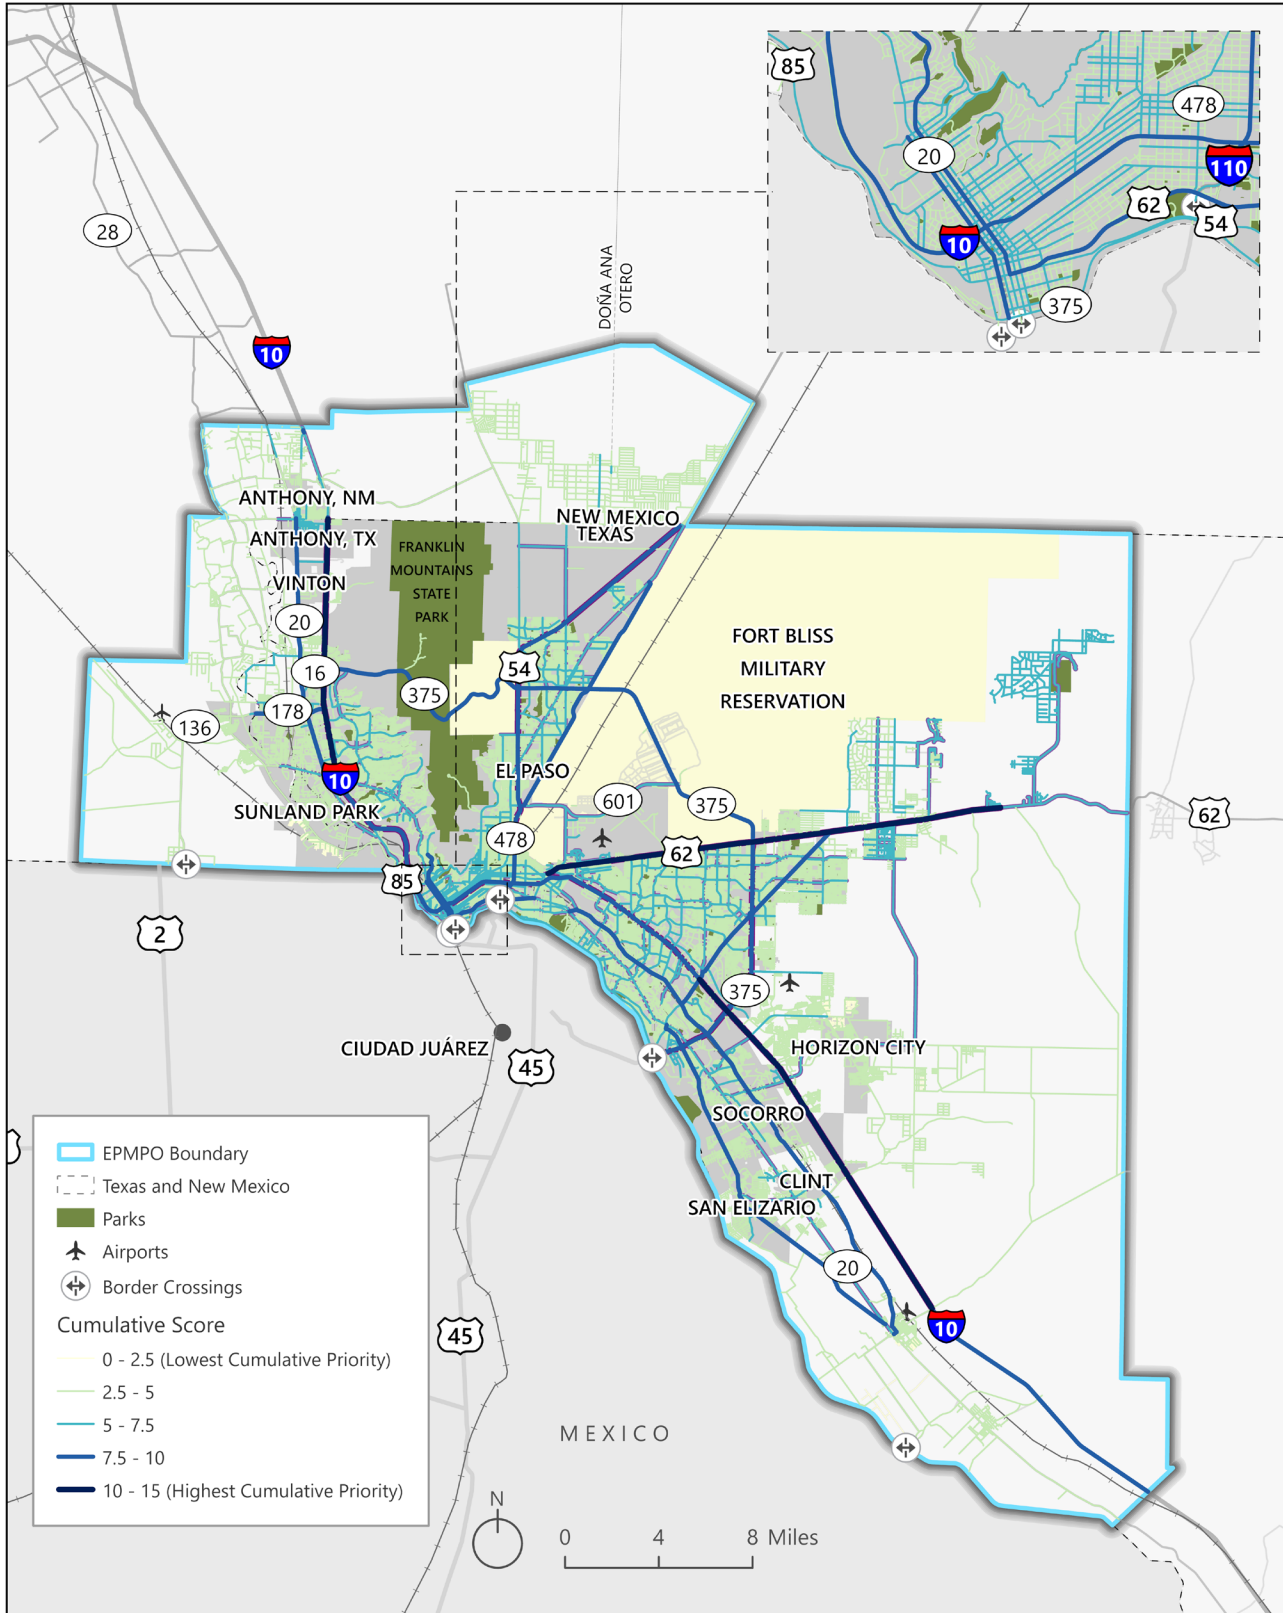 85
478
20
110
62
54
10
375
28
DOÑA ANA
OTERO
10
ANTHONY, NM
NEW MEXICO
TEXAS
ANTHONY, TX
FRANKLIN
MOUNTAINS
STATE
PARK
VINTON
20
FORT BLISS
MILITARY
RESERVATION
16
54
375
178
136
10
EL PASO
601
375
SUNLAND PARK
62
478
62
85
2
375
CIUDAD JUÁREZ
HORIZON CITY
45
SOCORRO
CLINT
SAN ELIZARIO
20
10
45
MEXICO
EPMPO Boundary
Texas and New Mexico
Parks
Airports
Border Crossings
Cumulative Score
0 - 2.5 (Lowest Cumulative Priority)
2.5 - 5
5 - 7.5
7.5 - 10
10 - 15 (Highest Cumulative Priority)
N
0 4 8 Miles